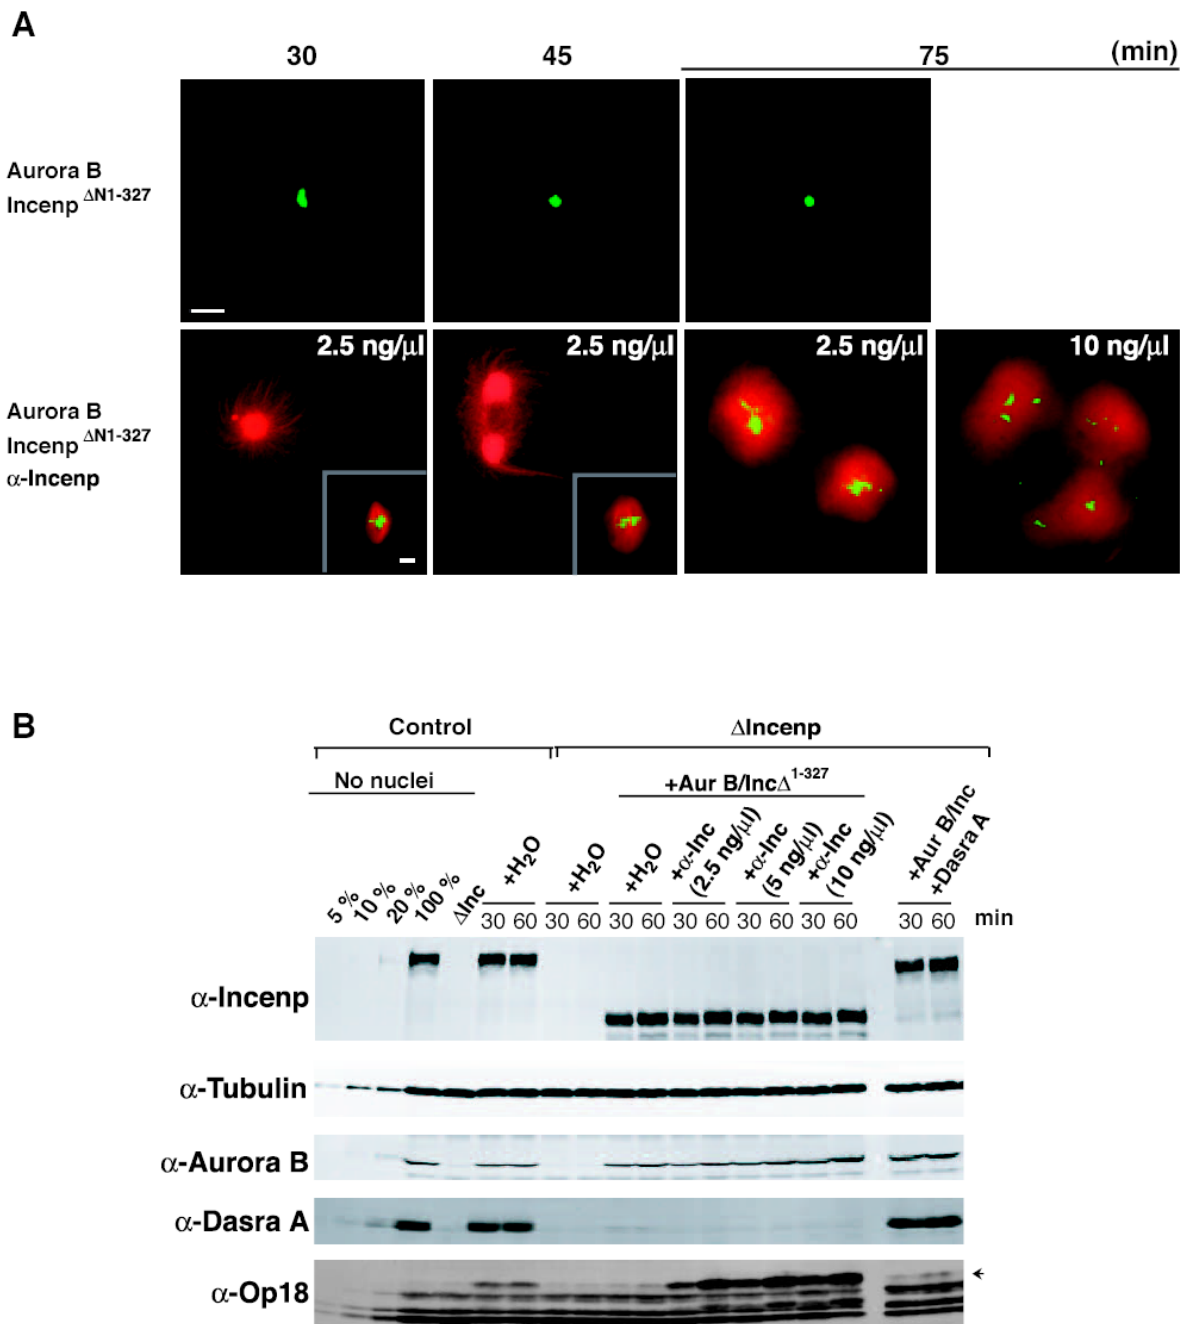 A
30 45 75 (min)
Aurora B
Incenp ΔN1-327
2.5 ng/μl 2.5 ng/μl 2.5 ng/μl 10 ng/μl
Aurora B
Incenp ΔN1-327
α-Incenp
B
Control ΔIncenp
No nuclei +Aur B/IncΔ1-327
5 % 10 % 20 % 100 % ΔInc +H2O +H2O +H2O +α-Inc (2.5 ng/μl) +α-Inc (5 ng/μl) +α-Inc (10 ng/μl) +Aur B/Inc +Dasra A
30 60 30 60 30 60 30 60 30 60 30 60 30 60 min
α-Incenp
α-Tubulin
α-Aurora B
α-Dasra A
α-Op18